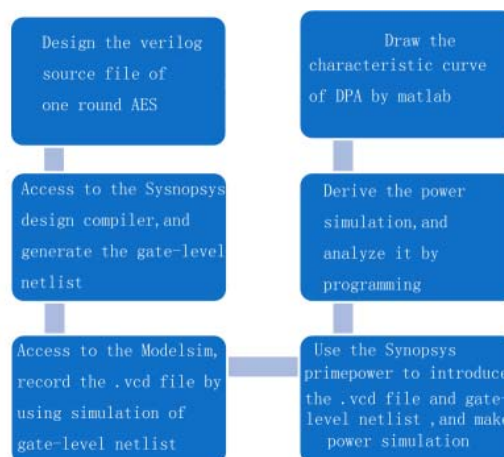 Design the verilog
source file of
one round AES
Access to the Sysnopsys
design compiler,and
generate the gate-level
netlist
Access to the Modelsim,
record the .vcd file by
using simulation of
gate-level netlist
Use the Synopsys
primepower to introduce
the .vcd file and gate-
level netlist ,and make
power simulation
Derive the power
simulation,and
analyze it by
programming
Draw the
characteristic curve
of DPA by matlab